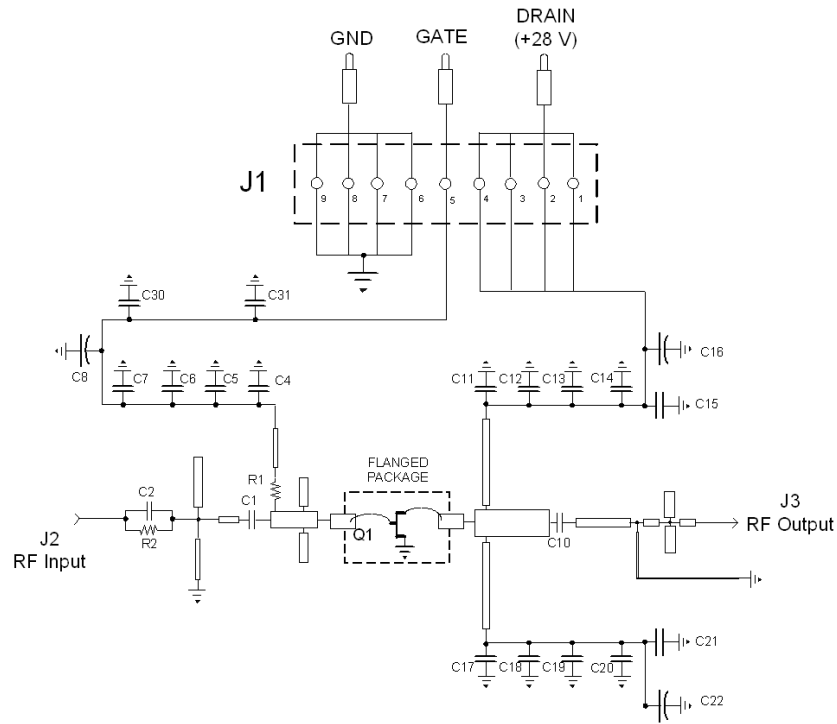 DRAIN
GND GATE (+28 V)
J1
9 8 7 6 5 4 3 2 1
C30 C31
C8 C16
C7 C6 C5 C4 C11 C12 C13 C14
C15
R1 FLANGED
PACKAGE
C2 C1 J3
J2 R2 Q1 C10 RF Output
RF Input
C21
C17 C18 C19 C20
C22